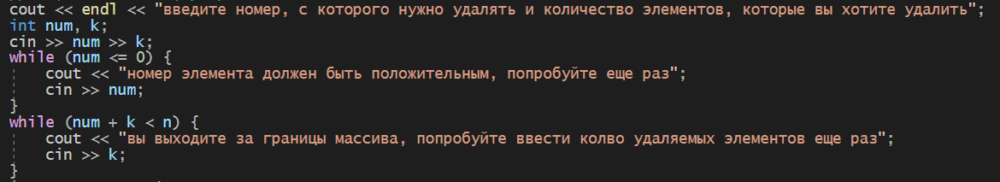 cout << endl << "введите номер, с которого нужно удалять и количество элементов, которые вы хотите удалить";
int num, k;
cin >> num >> k;
while (num <= 0) {
    cout << "номер элемента должен быть положительным, попробуйте еще раз";
    cin >> num;
}
while (num + k < n) {
    cout << "вы выходите за границы массива, попробуйте ввести колво удаляемых элементов еще раз";
    cin >> k;
}